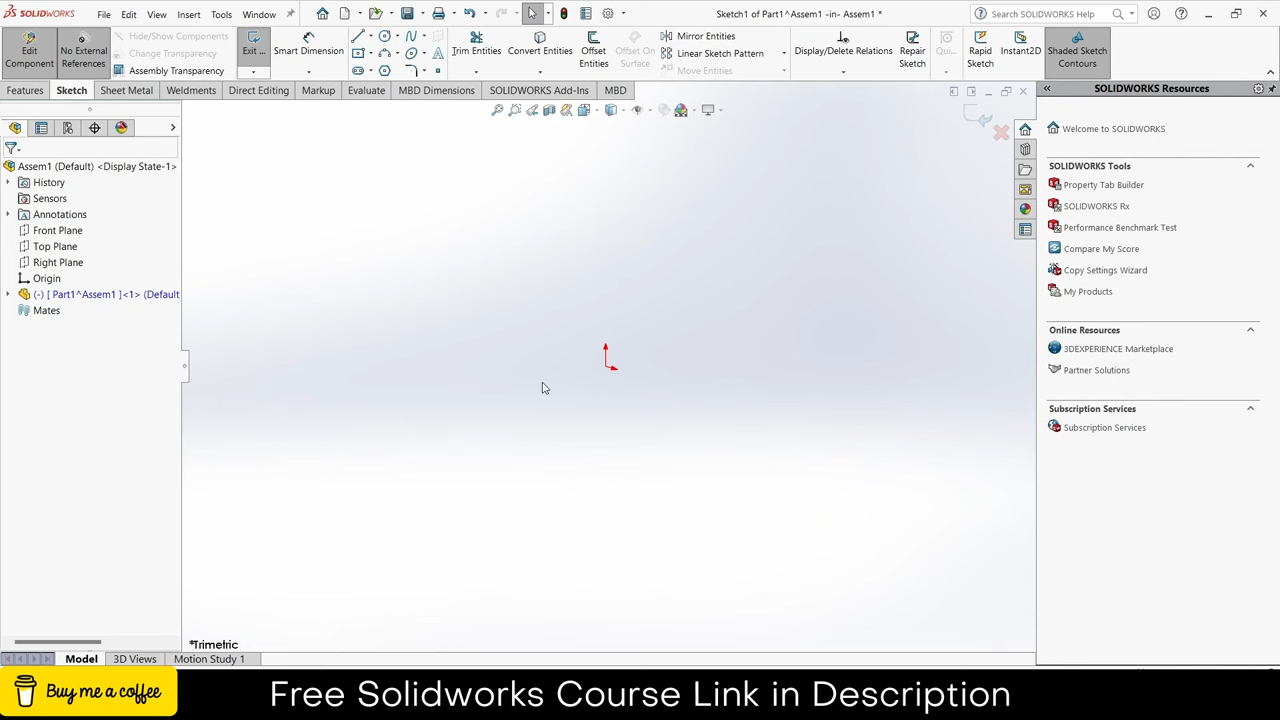 SOLIDWORKS
File
Edit
View
Insert
Tools
Window
Sketch1 of Part1^Assem1 -in- Assem1 *
Search SOLIDWORKS Help
Edit
Component
No External
References
Hide/Show Components
Change Transparency
Assembly Transparency
Exit ...
Smart Dimension
Trim Entities
Convert Entities
Offset
Entities
Offset On
Surface
Mirror Entities
Linear Sketch Pattern
Move Entities
Display/Delete Relations
Repair
Sketch
Qui...
Rapid
Sketch
Instant2D
Shaded Sketch
Contours
Features
Sketch
Sheet Metal
Weldments
Direct Editing
Markup
Evaluate
MBD Dimensions
SOLIDWORKS Add-Ins
MBD
SOLIDWORKS Resources
Assem1 (Default) <Display State-1>
History
Sensors
Annotations
Front Plane
Top Plane
Right Plane
Origin
(-) [ Part1^Assem1 ]<1> (Default
Mates
Welcome to SOLIDWORKS
SOLIDWORKS Tools
Property Tab Builder
SOLIDWORKS Rx
Performance Benchmark Test
Compare My Score
Copy Settings Wizard
My Products
Online Resources
3DEXPERIENCE Marketplace
Partner Solutions
Subscription Services
Subscription Services
*Trimetric
Model
3D Views
Motion Study 1
Buy me a coffee
Free Solidworks Course Link in Description